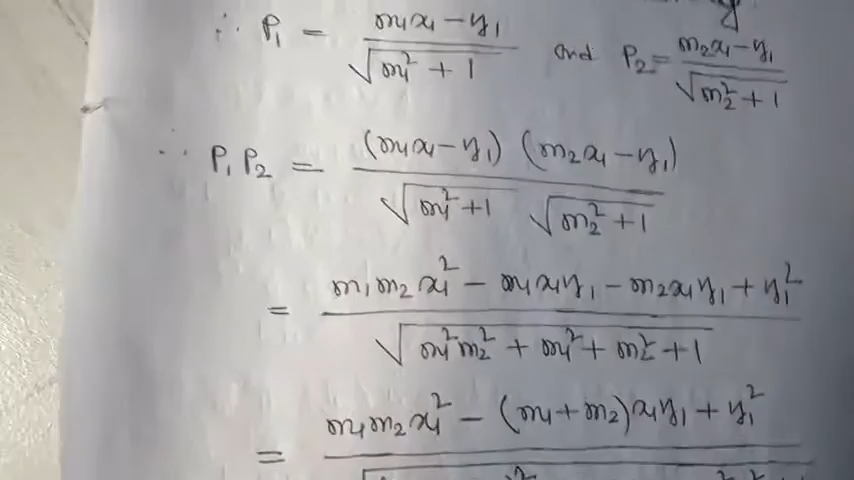 ∴ P₁ = (m₁x₁ − y₁) / √(m₁² + 1) and P₂ = (m₂x₁ − y₁) / √(m₂² + 1)
∴ P₁P₂ = (m₁x₁ − y₁)(m₂x₁ − y₁) / (√(m₁² + 1) √(m₂² + 1))
= (m₁m₂x₁² − m₁x₁y₁ − m₂x₁y₁ + y₁²) / √(m₁²m₂² + m₁² + m₂² + 1)
= (m₁m₂x₁² − (m₁ + m₂)x₁y₁ + y₁²) /